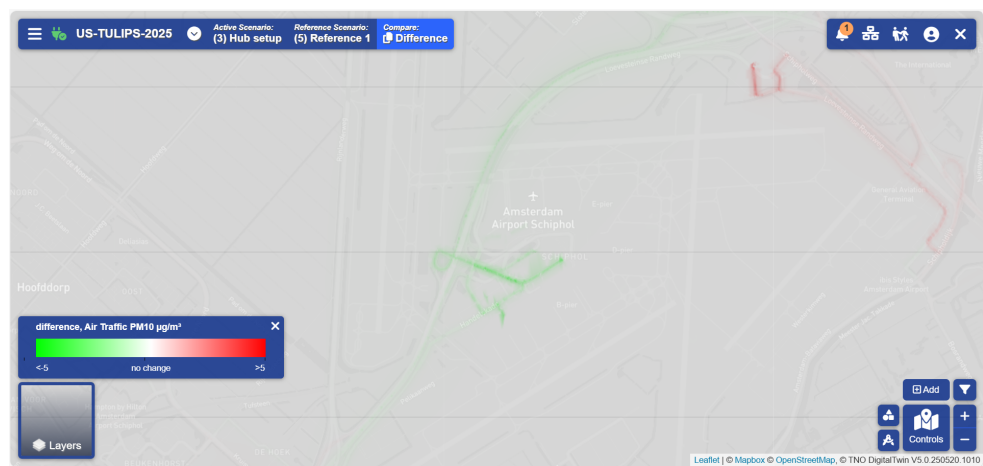 US-TULIPS-2025
Active Scenario:
(3) Hub setup
Reference Scenario:
(5) Reference 1
Compare:
Difference
1
Amsterdam
Airport Schiphol
Hoofddorp
difference, Air Traffic PM10 µg/m³
<-5
no change
>5
Layers
Add
Controls
Leaflet | © Mapbox © OpenStreetMap, © TNO DigitalTwin V5.0.250520.1010